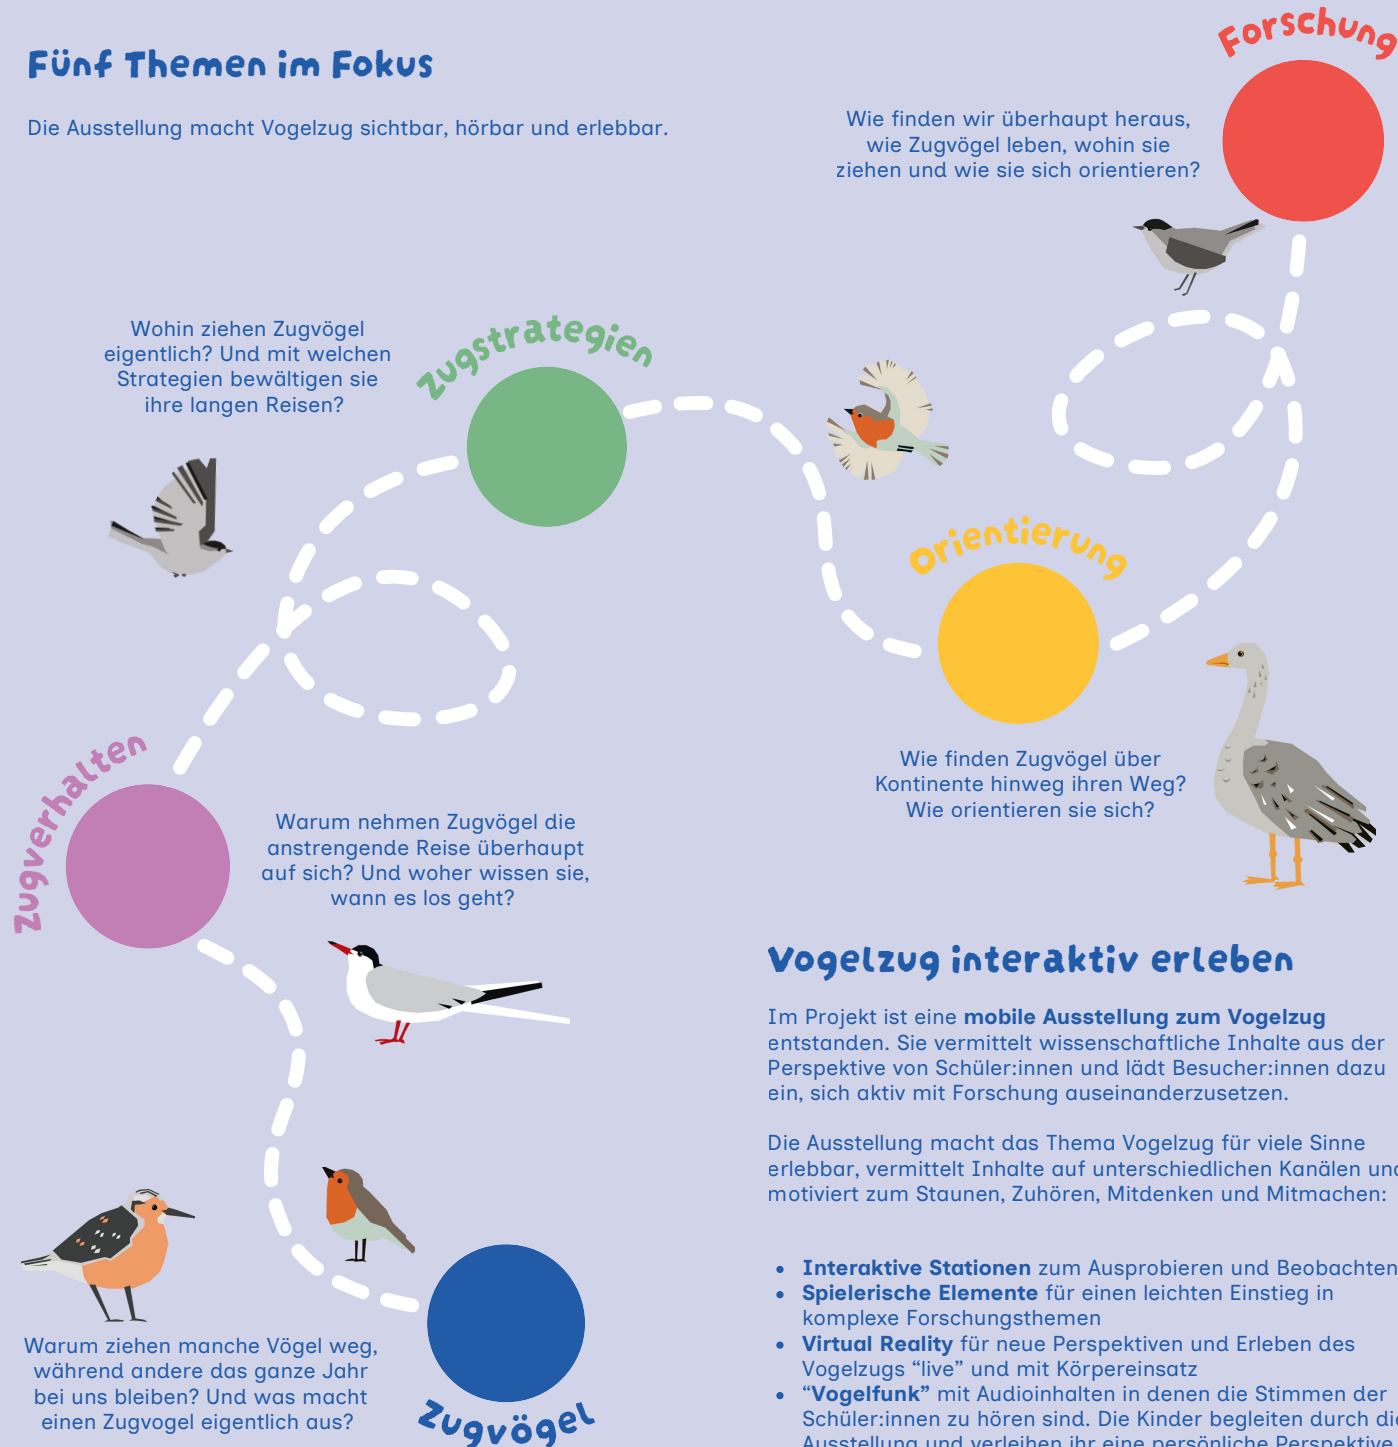 Fünf Themen im Fokus
Die Ausstellung macht Vogelzug sichtbar, hörbar und erlebbar.
Forschung
Wie finden wir überhaupt heraus,
wie Zugvögel leben, wohin sie
ziehen und wie sie sich orientieren?
Zugstrategien
Wohin ziehen Zugvögel
eigentlich? Und mit welchen
Strategien bewältigen sie
ihre langen Reisen?
Orientierung
Wie finden Zugvögel über
Kontinente hinweg ihren Weg?
Wie orientieren sie sich?
Zugverhalten
Warum nehmen Zugvögel die
anstrengende Reise überhaupt
auf sich? Und woher wissen sie,
wann es los geht?
Zugvögel
Warum ziehen manche Vögel weg,
während andere das ganze Jahr
bei uns bleiben? Und was macht
einen Zugvogel eigentlich aus?
Vogelzug interaktiv erleben
Im Projekt ist eine mobile Ausstellung zum Vogelzug
entstanden. Sie vermittelt wissenschaftliche Inhalte aus der
Perspektive von Schüler:innen und lädt Besucher:innen dazu
ein, sich aktiv mit Forschung auseinanderzusetzen.
Die Ausstellung macht das Thema Vogelzug für viele Sinne
erlebbar, vermittelt Inhalte auf unterschiedlichen Kanälen und
motiviert zum Staunen, Zuhören, Mitdenken und Mitmachen:
• Interaktive Stationen zum Ausprobieren und Beobachten
• Spielerische Elemente für einen leichten Einstieg in
komplexe Forschungsthemen
• Virtual Reality für neue Perspektiven und Erleben des
Vogelzugs “live” und mit Körpereinsatz
• “Vogelfunk” mit Audioinhalten in denen die Stimmen der
Schüler:innen zu hören sind. Die Kinder begleiten durch die
Ausstellung und verleihen ihr eine persönliche Perspektive